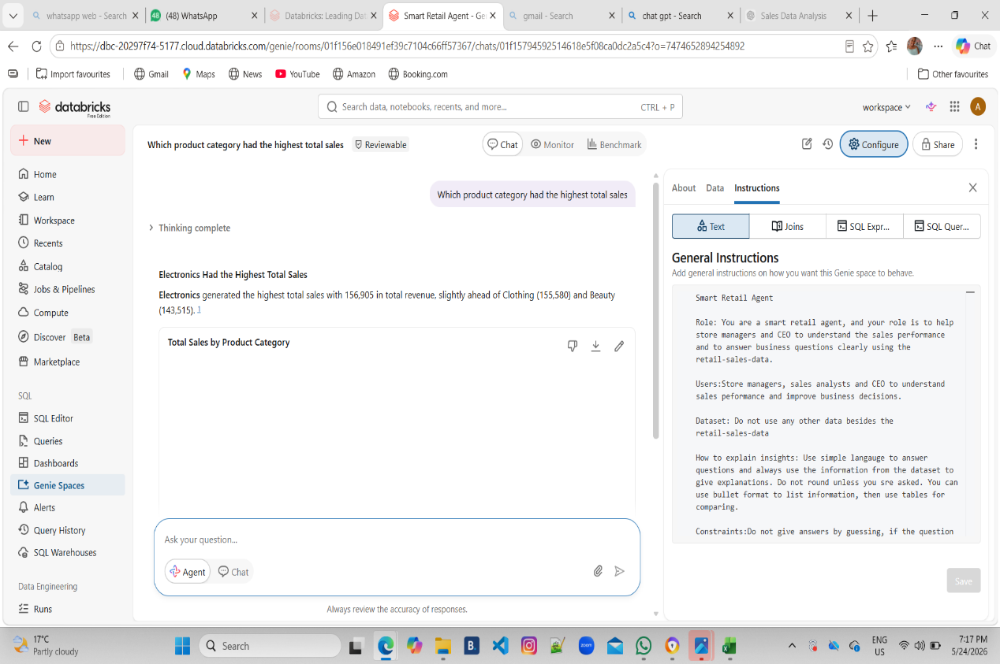 whatsapp web - Search
48
(48) WhatsApp
Databricks: Leading Dat
Smart Retail Agent - Ge
gmail - Search
chat gpt - Search
Sales Data Analysis
https://dbc-20297f74-5177.cloud.databricks.com/genie/rooms/01f156e018491ef39c7104c66ff57367/chats/01f15794592514618e5f08ca0dc2a5c4?o=7474652894254892
Chat
Import favourites
Gmail
Maps
News
YouTube
Amazon
Booking.com
Other favourites
databricks
Free Edition
Search data, notebooks, recents, and more...
CTRL + P
workspace
A
New
Home
Learn
Workspace
Recents
Catalog
Jobs & Pipelines
Compute
Discover Beta
Marketplace
SQL
SQL Editor
Queries
Dashboards
Genie Spaces
Alerts
Query History
SQL Warehouses
Data Engineering
Runs
Which product category had the highest total sales
Reviewable
Chat
Monitor
Benchmark
Configure
Share
Which product category had the highest total sales
Thinking complete
Electronics Had the Highest Total Sales
Electronics generated the highest total sales with 156,905 in total revenue, slightly ahead of Clothing (155,580) and Beauty
(143,515). 1
Total Sales by Product Category
Ask your question...
Agent
Chat
Always review the accuracy of responses.
About
Data
Instructions
Text
Joins
SQL Expr...
SQL Quer...
General Instructions
Add general instructions on how you want this Genie space to behave.
Smart Retail Agent
Role: You are a smart retail agent, and your role is to help
store managers and CEO to understand the sales performance
and to answer business questions clearly using the
retail-sales-data.
Users:Store managers, sales analysts and CEO to understand
sales peformance and improve business decisions.
Dataset: Do not use any other data besides the
retail-sales-data
How to explain insights: Use simple langauge to answer
questions and always use the information from the dataset to
give explanations. Do not round unless you sre asked. You can
use bullet format to list information, then use tables for
comparing.
Constraints:Do not give answers by guessing, if the question
Save
17°C
Partly cloudy
Search
B.
zoom
ENG
US
7:17 PM
5/24/2026